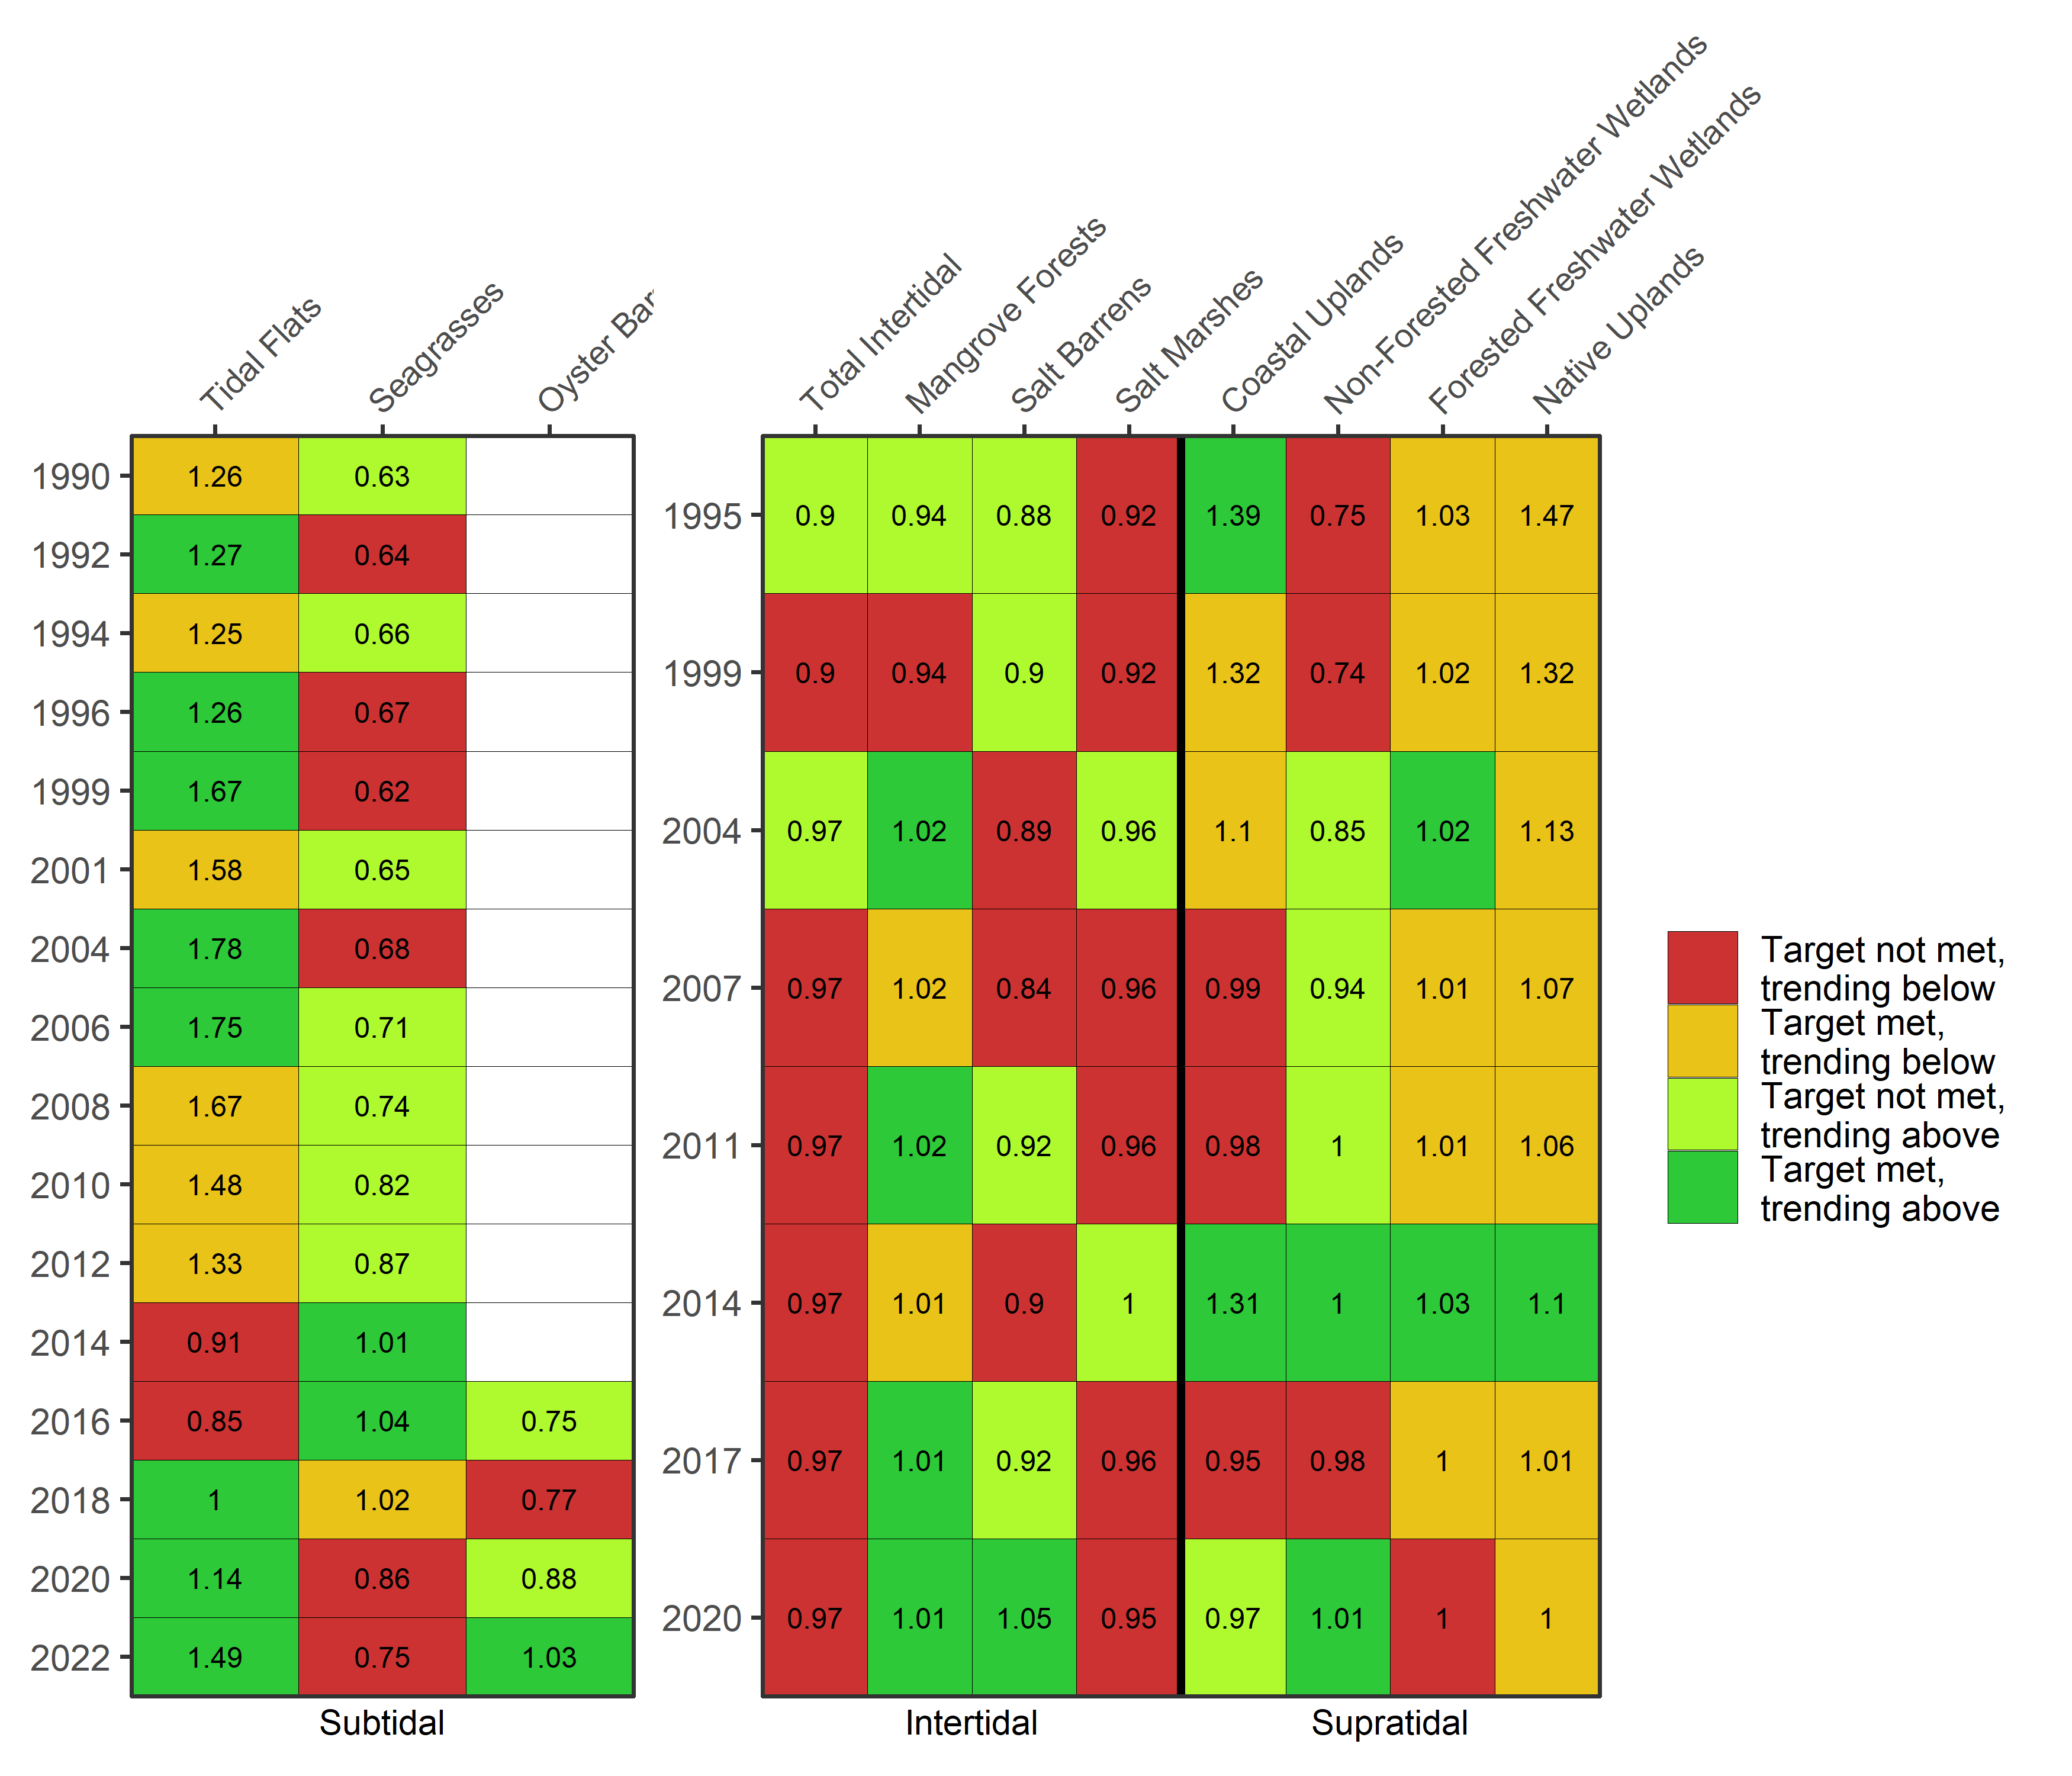 Tidal Flats
Seagrasses
Oyster Bar
Total Intertidal
Mangrove Forests
Salt Barrens
Salt Marshes
Coastal Uplands
Non-Forested Freshwater Wetlands
Forested Freshwater Wetlands
Native Uplands
1990 1.26 0.63
1992 1.27 0.64
1994 1.25 0.66
1996 1.26 0.67
1999 1.67 0.62
2001 1.58 0.65
2004 1.78 0.68
2006 1.75 0.71
2008 1.67 0.74
2010 1.48 0.82
2012 1.33 0.87
2014 0.91 1.01
2016 0.85 1.04 0.75
2018 1 1.02 0.77
2020 1.14 0.86 0.88
2022 1.49 0.75 1.03
Subtidal
1995 0.9 0.94 0.88 0.92 1.39 0.75 1.03 1.47
1999 0.9 0.94 0.9 0.92 1.32 0.74 1.02 1.32
2004 0.97 1.02 0.89 0.96 1.1 0.85 1.02 1.13
2007 0.97 1.02 0.84 0.96 0.99 0.94 1.01 1.07
2011 0.97 1.02 0.92 0.96 0.98 1 1.01 1.06
2014 0.97 1.01 0.9 1 1.31 1 1.03 1.1
2017 0.97 1.01 0.92 0.96 0.95 0.98 1 1.01
2020 0.97 1.01 1.05 0.95 0.97 1.01 1 1
Intertidal Supratidal
Target not met,
trending below
Target met,
trending below
Target not met,
trending above
Target met,
trending above